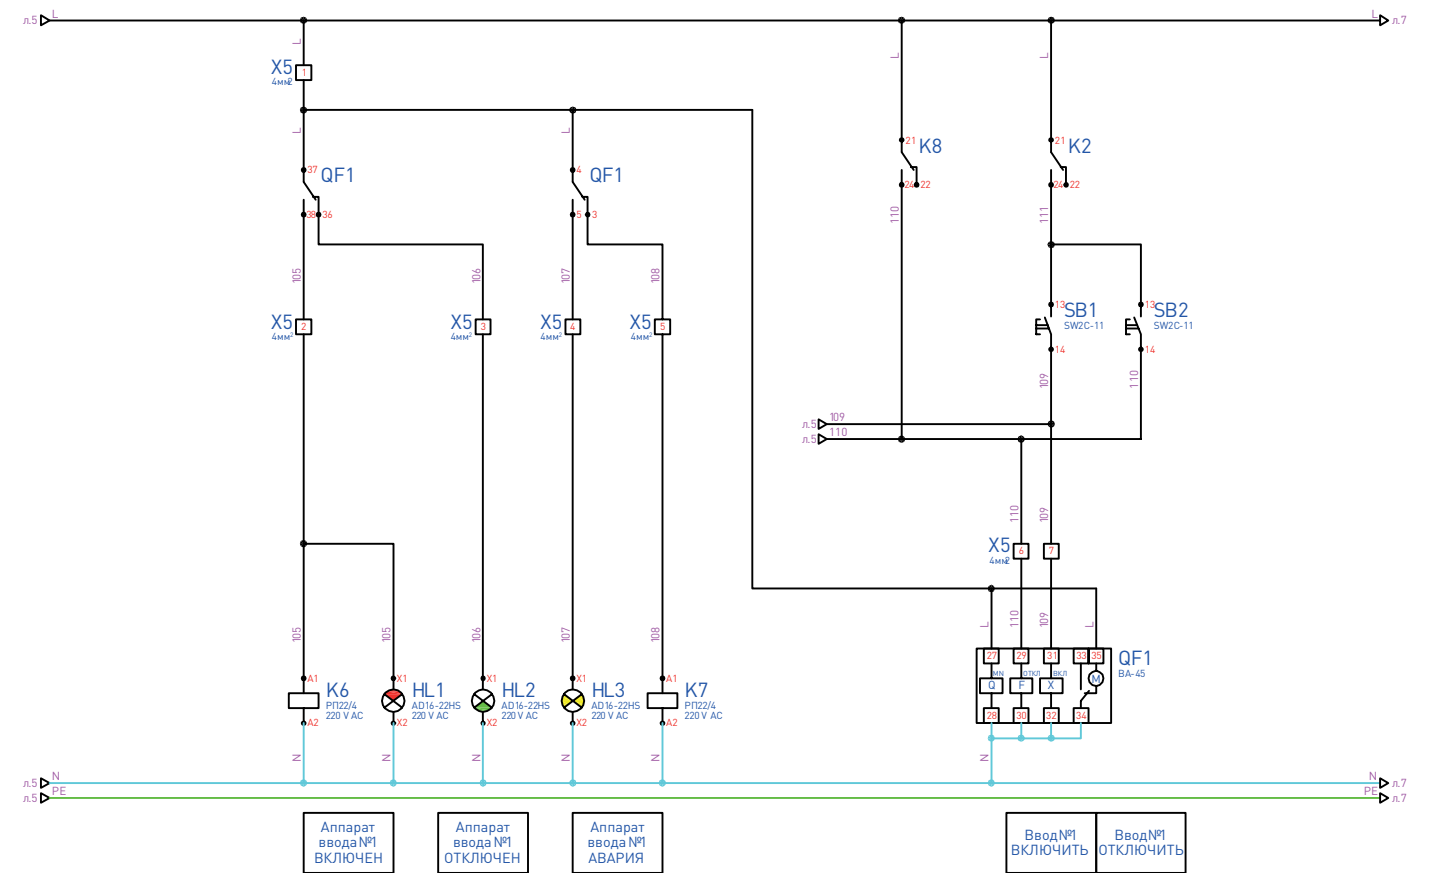 л.5 L L л.7
L L L
X5 1
4мм2
L L
37 QF1 4 QF1 21 K8 21 K2
38 36 5 3 24 22 24 22
110 111
105 106 107 108
13 SB1 13 SB2
SW2C-11 SW2C-11
X5 2 X5 3 X5 4 X5 5
4мм² 4мм² 4мм² 4мм²
14 14
109 110
л.5 109
л.5 110
110 109
X5 6 7
4мм2
105 105 106 107 108 L 110 109 L
27 29 31 33 35 QF1
MN ОТКЛ ВКЛ M BA-45
Q F X
28 30 32 34
A1 K6 X1 HL1 X1 HL2 X1 HL3 A1 K7
РП22/4 AD16-22HS AD16-22HS AD16-22HS РП22/4
220 V AC 220 V AC 220 V AC 220 V AC 220 V AC
A2 X2 X2 X2 A2
N N N N N N
л.5 N N л.7
л.5 PE PE л.7
Аппарат
ввода №1
ВКЛЮЧЕН
Аппарат
ввода №1
ОТКЛЮЧЕН
Аппарат
ввода №1
АВАРИЯ
Ввод №1
ВКЛЮЧИТЬ
Ввод №1
ОТКЛЮЧИТЬ